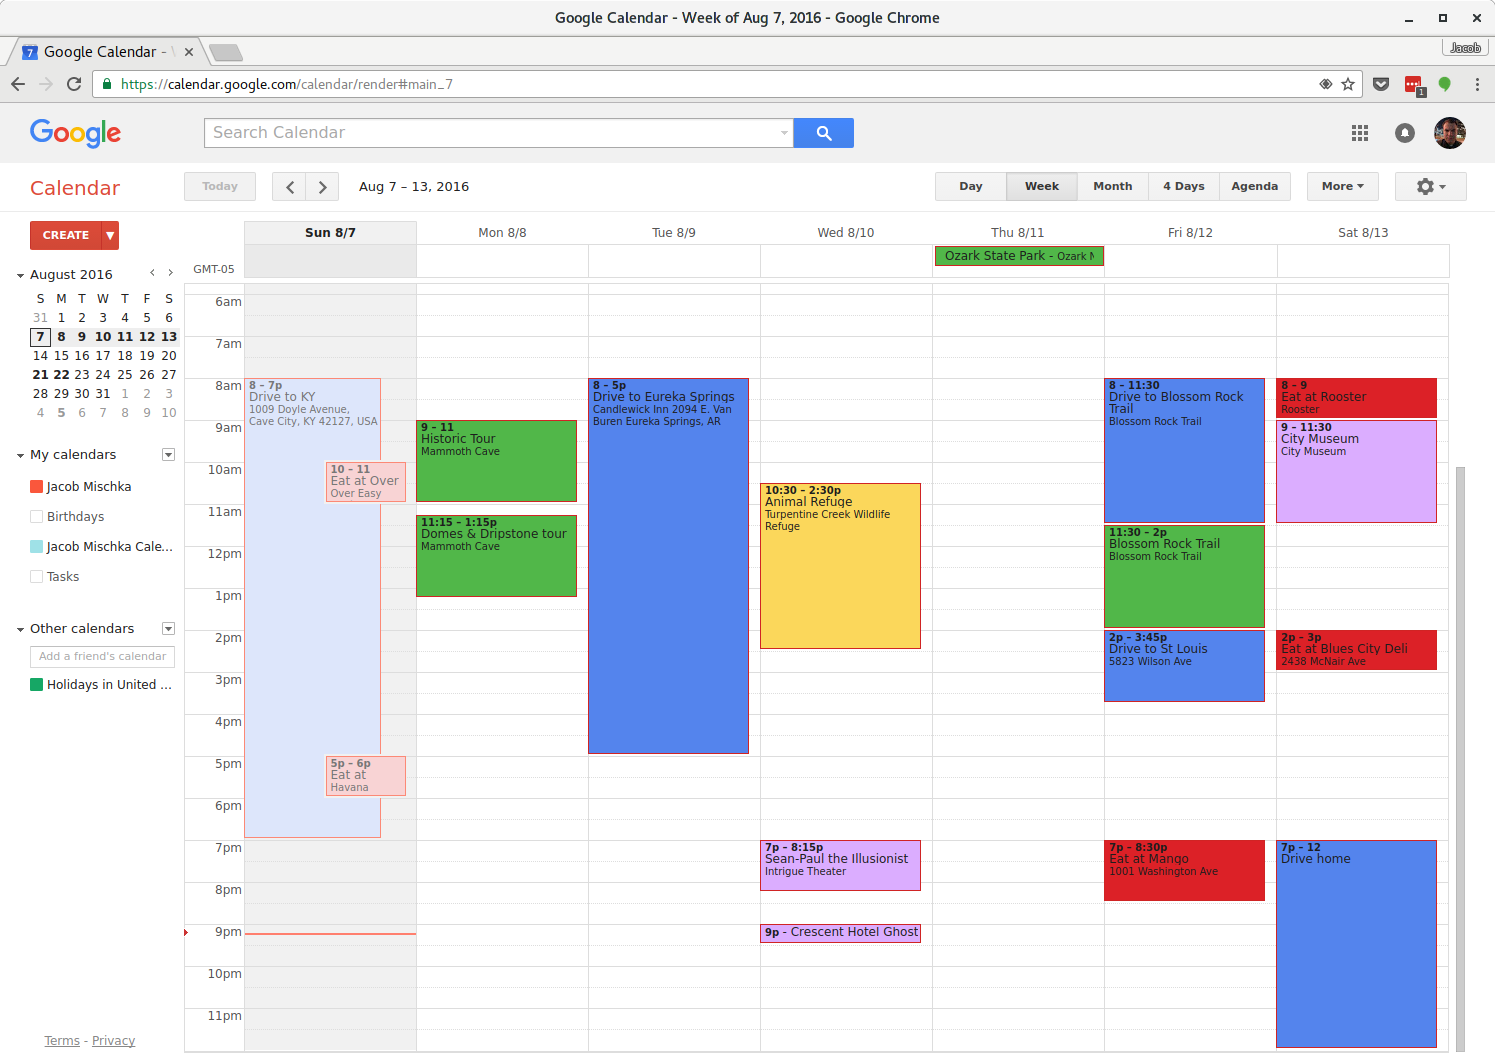 Google Calendar - Week of Aug 7, 2016 - Google Chrome
7 Google Calendar -
Jacob
https://calendar.google.com/calendar/render#main_7
1
Google
Search Calendar
Calendar
Today
Aug 7 – 13, 2016
Day Week Month 4 Days Agenda
More
CREATE
August 2016
S M T W T F S
31 1 2 3 4 5 6
7 8 9 10 11 12 13
14 15 16 17 18 19 20
21 22 23 24 25 26 27
28 29 30 31 1 2 3
4 5 6 7 8 9 10
My calendars
Jacob Mischka
Birthdays
Jacob Mischka Cale...
Tasks
Other calendars
Add a friend's calendar
Holidays in United ...
Terms - Privacy
Sun 8/7 Mon 8/8 Tue 8/9 Wed 8/10 Thu 8/11 Fri 8/12 Sat 8/13
GMT-05
Ozark State Park - Ozark
6am
7am
8am
9am
10am
11am
12pm
1pm
2pm
3pm
4pm
5pm
6pm
7pm
8pm
9pm
10pm
11pm
8 – 7p
Drive to KY
1009 Doyle Avenue,
Cave City, KY 42127, USA
10 – 11
Eat at Over
Over Easy
5p – 6p
Eat at
Havana
9 – 11
Historic Tour
Mammoth Cave
11:15 – 1:15p
Domes & Dripstone tour
Mammoth Cave
8 – 5p
Drive to Eureka Springs
Candlewick Inn 2094 E. Van
Buren Eureka Springs, AR
10:30 – 2:30p
Animal Refuge
Turpentine Creek Wildlife
Refuge
7p – 8:15p
Sean-Paul the Illusionist
Intrigue Theater
9p - Crescent Hotel Ghost
8 – 11:30
Drive to Blossom Rock
Trail
Blossom Rock Trail
11:30 – 2p
Blossom Rock Trail
Blossom Rock Trail
2p – 3:45p
Drive to St Louis
5823 Wilson Ave
7p – 8:30p
Eat at Mango
1001 Washington Ave
8 – 9
Eat at Rooster
Rooster
9 – 11:30
City Museum
City Museum
2p – 3p
Eat at Blues City Deli
2438 McNair Ave
7p – 12
Drive home